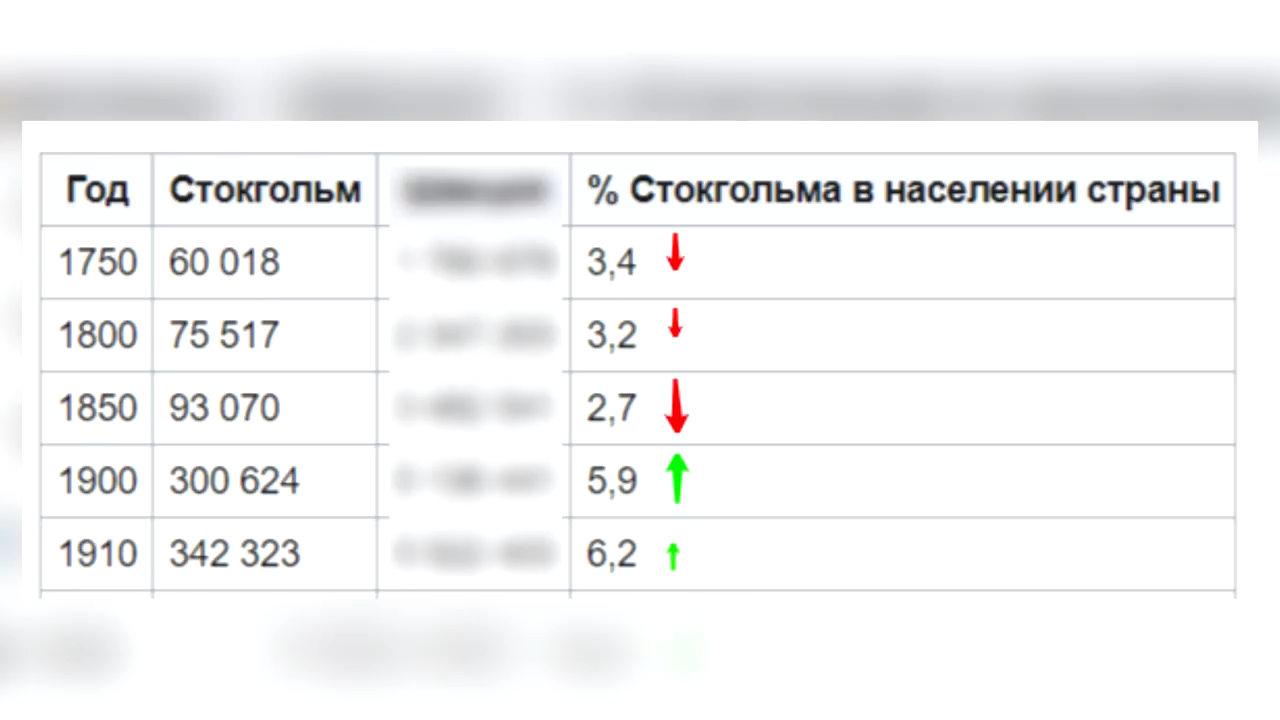 Год Стокгольм % Стокгольма в населении страны
1750 60 018 3,4
1800 75 517 3,2
1850 93 070 2,7
1900 300 624 5,9
1910 342 323 6,2